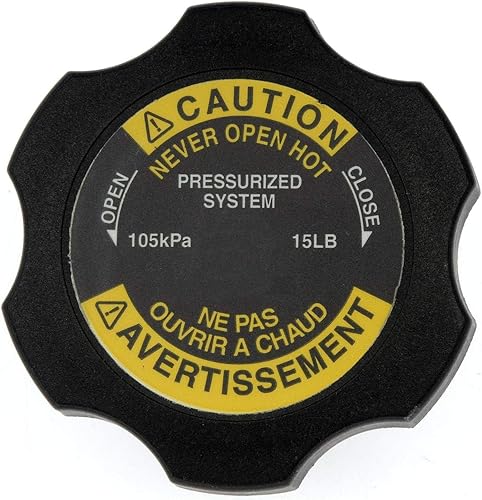 CAUTION
NEVER OPEN HOT
PRESSURIZED
SYSTEM
OPEN
CLOSE
105kPa
15LB
NE PAS
OUVRIR A CHAUD
AVERTISSEMENT